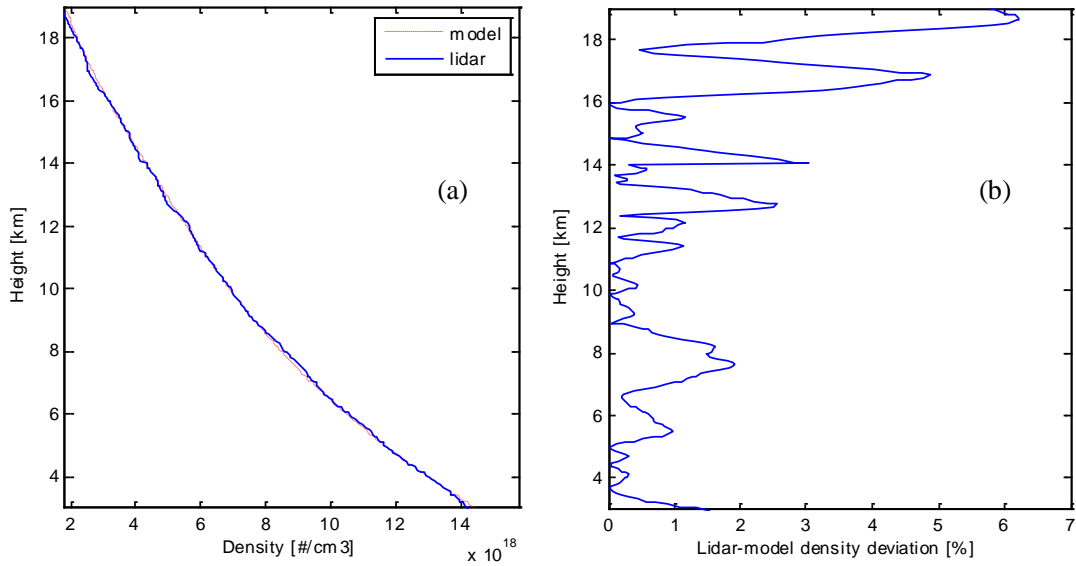 model
lidar
(a)
Height [km]
18
16
14
12
10
8
6
4
2 4 6 8 10 12 14
Density [#/cm3]
x 10^18
(b)
Height [km]
18
16
14
12
10
8
6
4
0 1 2 3 4 5 6 7
Lidar-model density deviation [%]